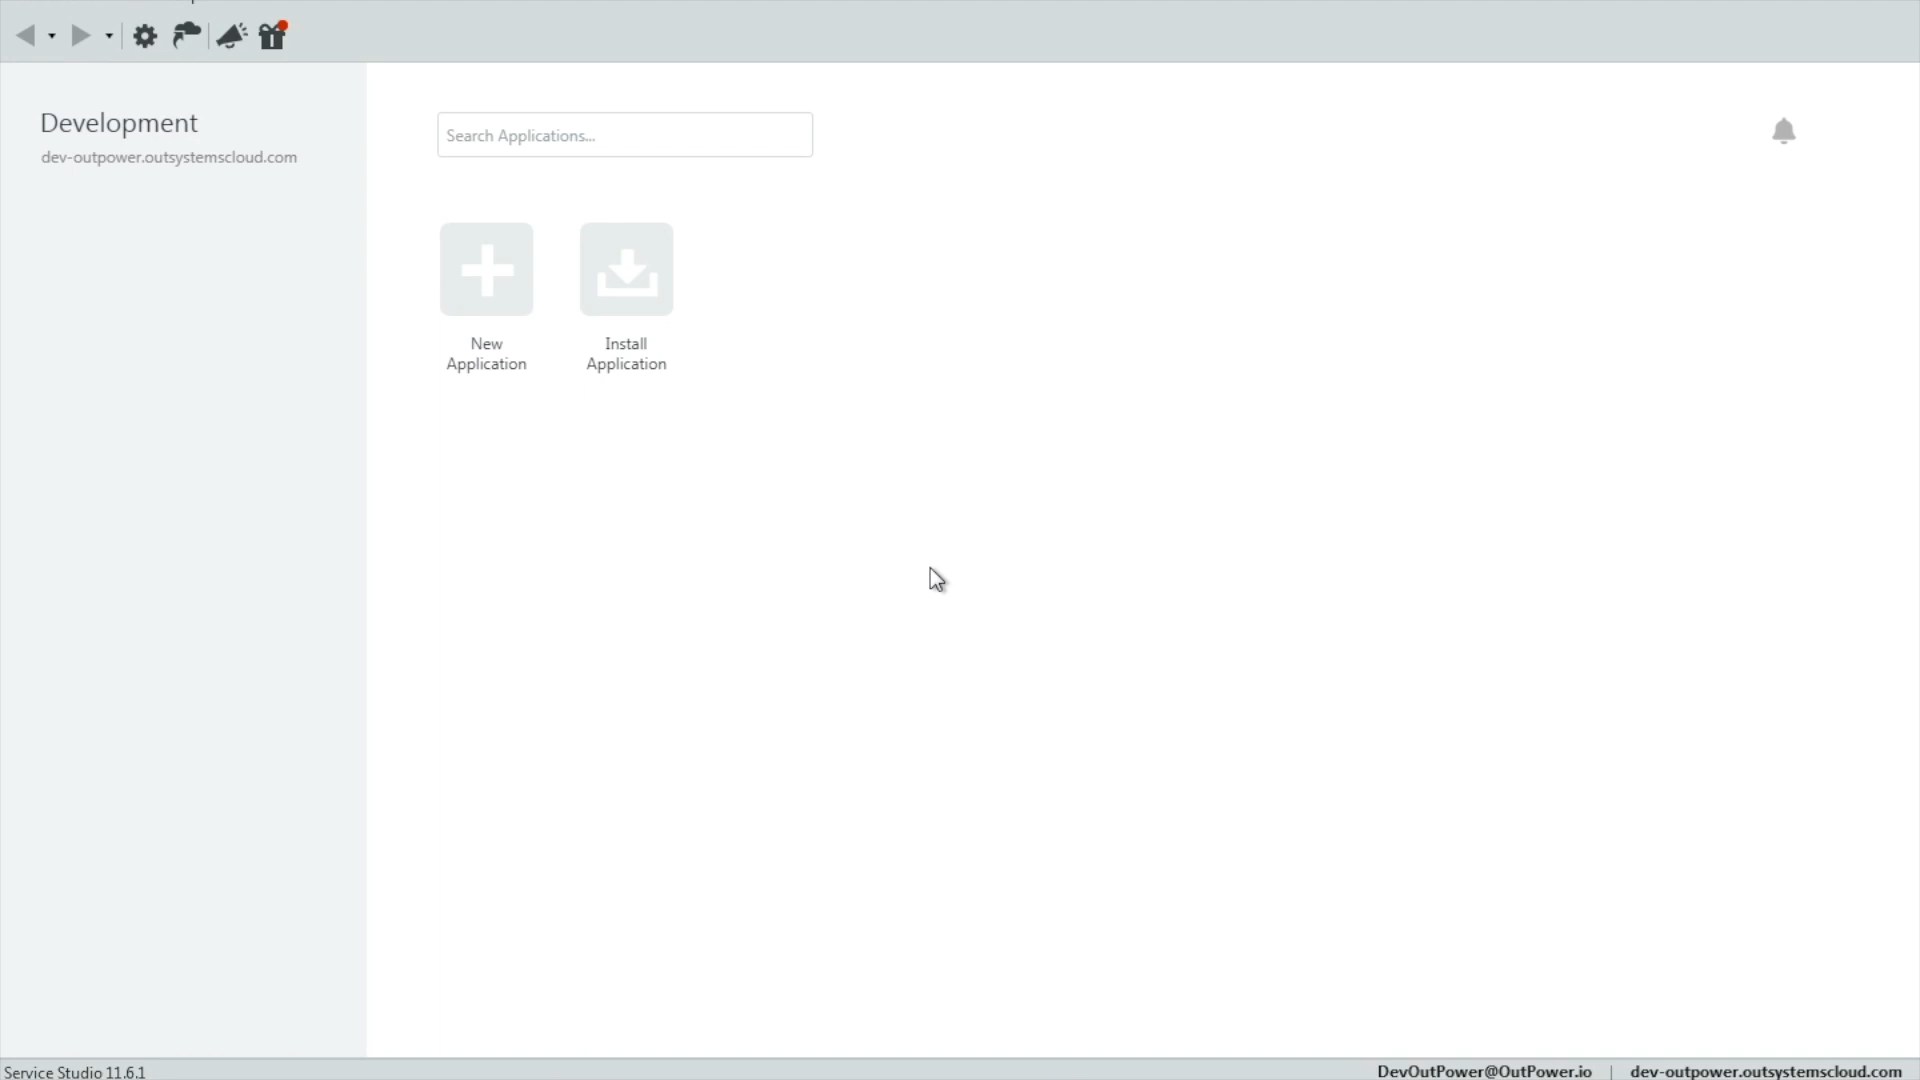 Development
dev-outpower.outsystemscloud.com
Search Applications...
New
Application
Install
Application
Service Studio 11.6.1
DevOutPower@OutPower.io | dev-outpower.outsystemscloud.com